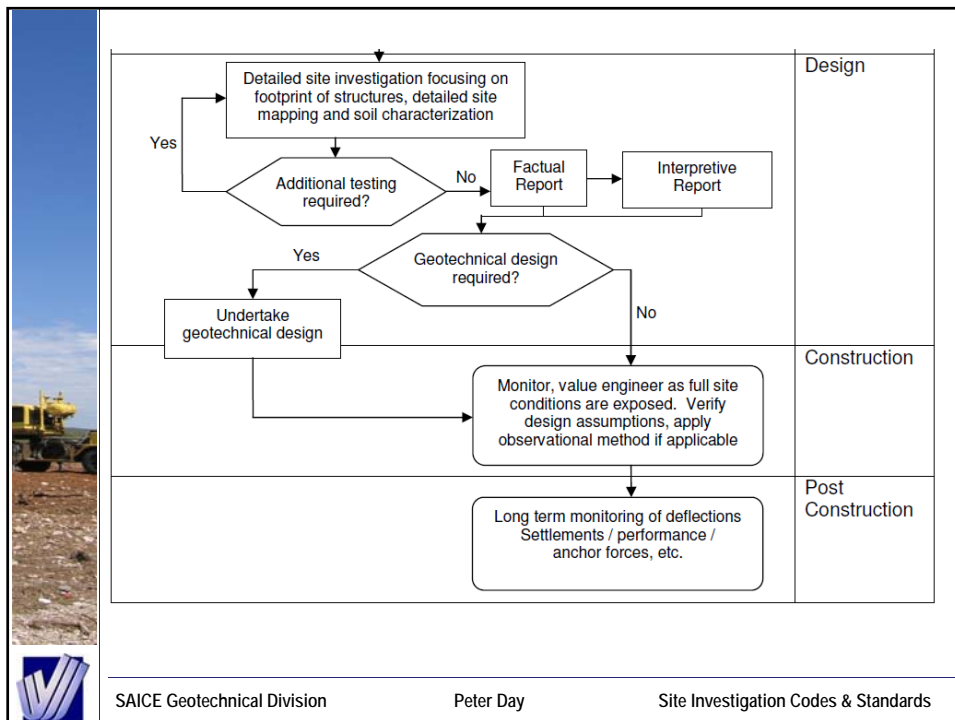 Design
Detailed site investigation focusing on
footprint of structures, detailed site
mapping and soil characterization
Yes
Additional testing
required?
No
Factual
Report
Interpretive
Report
Yes
Geotechnical design
required?
No
Undertake
geotechnical design
Construction
Monitor, value engineer as full site
conditions are exposed. Verify
design assumptions, apply
observational method if applicable
Post
Construction
Long term monitoring of deflections
Settlements / performance /
anchor forces, etc.
SAICE Geotechnical Division Peter Day Site Investigation Codes & Standards